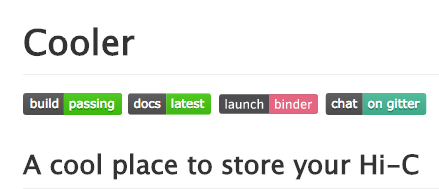 Cooler
build passing docs latest launch binder chat on gitter
A cool place to store your Hi-C